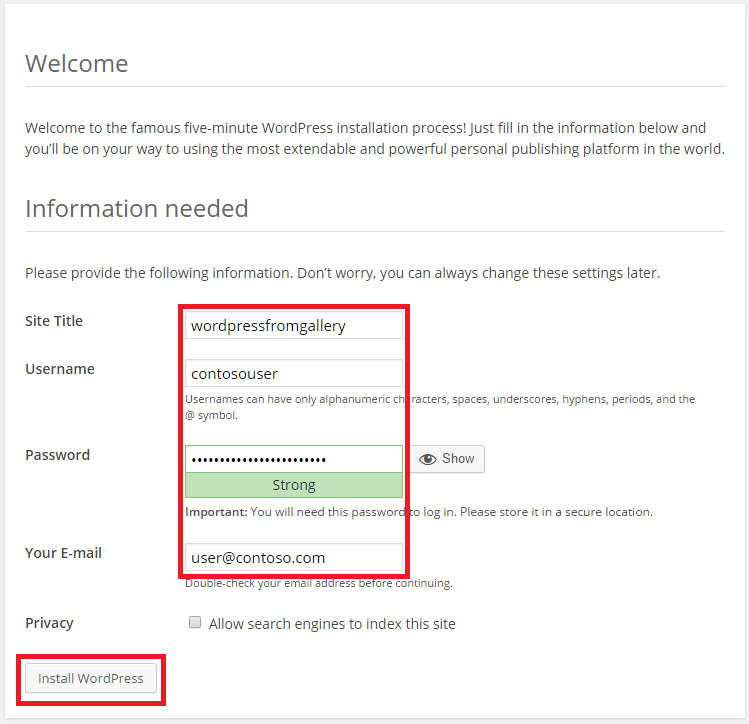 Welcome
Welcome to the famous five-minute WordPress installation process! Just fill in the information below and
you’ll be on your way to using the most extendable and powerful personal publishing platform in the world.
Information needed
Please provide the following information. Don’t worry, you can always change these settings later.
Site Title
wordpressfromgallery
Username
contosouser
Usernames can have only alphanumeric characters, spaces, underscores, hyphens, periods, and the
@ symbol.
Password
••••••••••••••••••••••••
Show
Strong
Important: You will need this password to log in. Please store it in a secure location.
Your E-mail
user@contoso.com
Double-check your email address before continuing.
Privacy
Allow search engines to index this site
Install WordPress